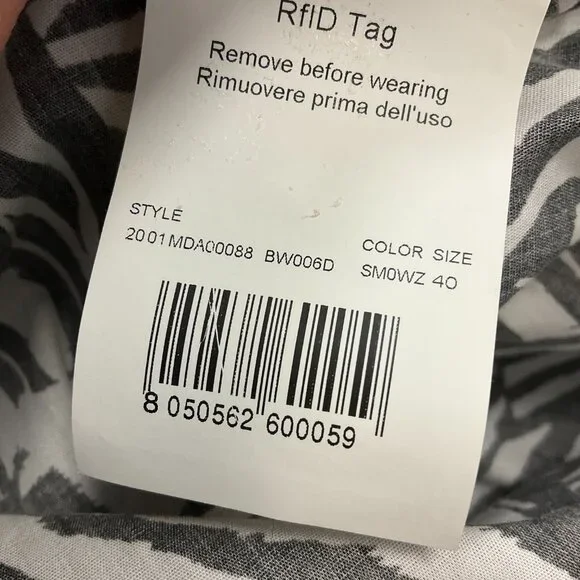 RfID Tag
Remove before wearing
Rimuovere prima dell'uso
STYLE
COLOR SIZE
2001MDA00088 BW006D
SM0WZ 40
8 050562 600059